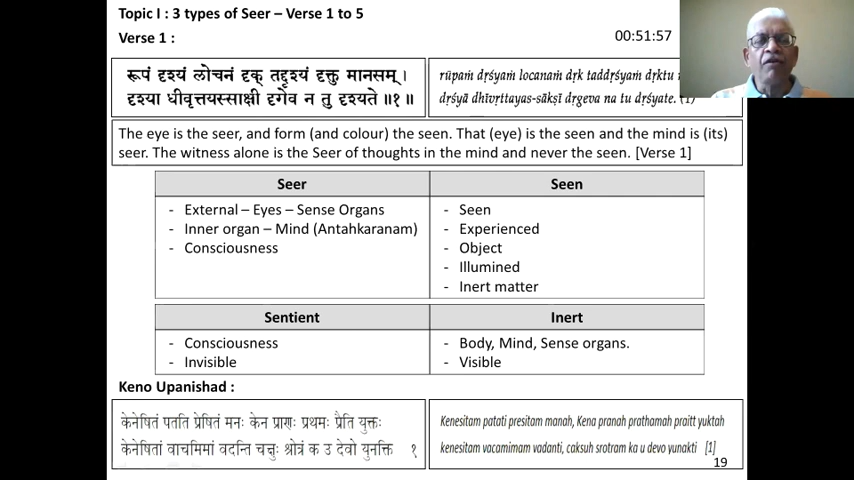 Topic I : 3 types of Seer – Verse 1 to 5
Verse 1 :
00:51:57
रूपं दृश्यं लोचनं दृक् तद्दृश्यं दृक्तु मानसम् ।
दृश्या धीवृत्तयस्साक्षी दृगेव न तु दृश्यते ॥१॥
rūpaṁ dṛśyaṁ locanaṁ dṛk taddṛśyaṁ dṛktu
dṛśyā dhīvṛttayas-sākṣī dṛgeva na tu dṛśyate. (1)
The eye is the seer, and form (and colour) the seen. That (eye) is the seen and the mind is (its)
seer. The witness alone is the Seer of thoughts in the mind and never the seen. [Verse 1]
Seer
- External – Eyes – Sense Organs
- Inner organ – Mind (Antahkaranam)
- Consciousness
Seen
- Seen
- Experienced
- Object
- Illumined
- Inert matter
Sentient
- Consciousness
- Invisible
Inert
- Body, Mind, Sense organs.
- Visible
Keno Upanishad :
केनेषितं पतति प्रेषितं मनः केन प्राणः प्रथमः प्रैति युक्तः
केनेषितां वाचमिमां वदन्ति चक्षुः श्रोत्रं क उ देवो युनक्ति १
Kenesitam patati presitam manah, Kena pranah prathamah praitt yuktah
kenesitam vacamimam vadanti, caksuh srotram ka u devo yunakti [1]
19